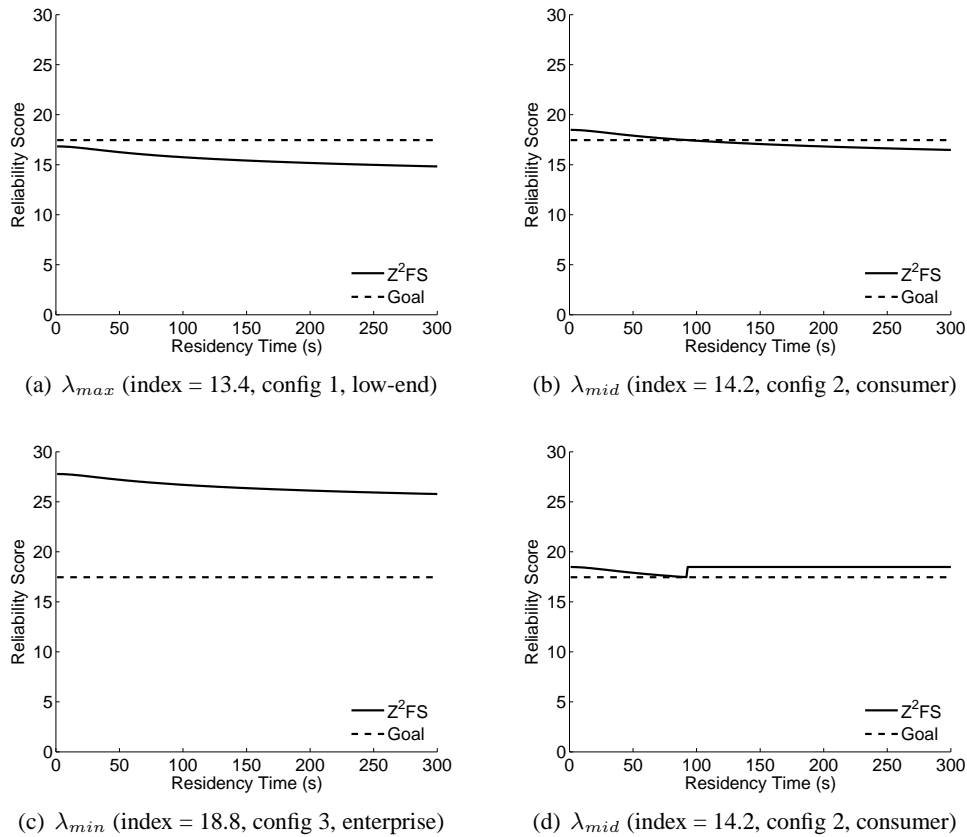 30
25
20
15
10
5
0
Reliability Score
Z²FS
Goal
0 50 100 150 200 250 300
Residency Time (s)
(a) λmax (index = 13.4, config 1, low-end)
30
25
20
15
10
5
0
Reliability Score
Z²FS
Goal
0 50 100 150 200 250 300
Residency Time (s)
(b) λmid (index = 14.2, config 2, consumer)
30
25
20
15
10
5
0
Reliability Score
Z²FS
Goal
0 50 100 150 200 250 300
Residency Time (s)
(c) λmin (index = 18.8, config 3, enterprise)
30
25
20
15
10
5
0
Reliability Score
Z²FS
Goal
0 50 100 150 200 250 300
Residency Time (s)
(d) λmid (index = 14.2, config 2, consumer)